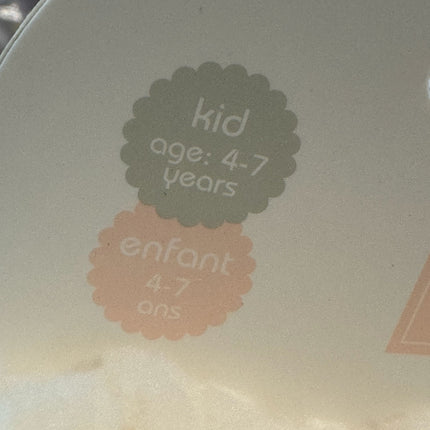 kid
age: 4-7
years
enfant
4-7
ans